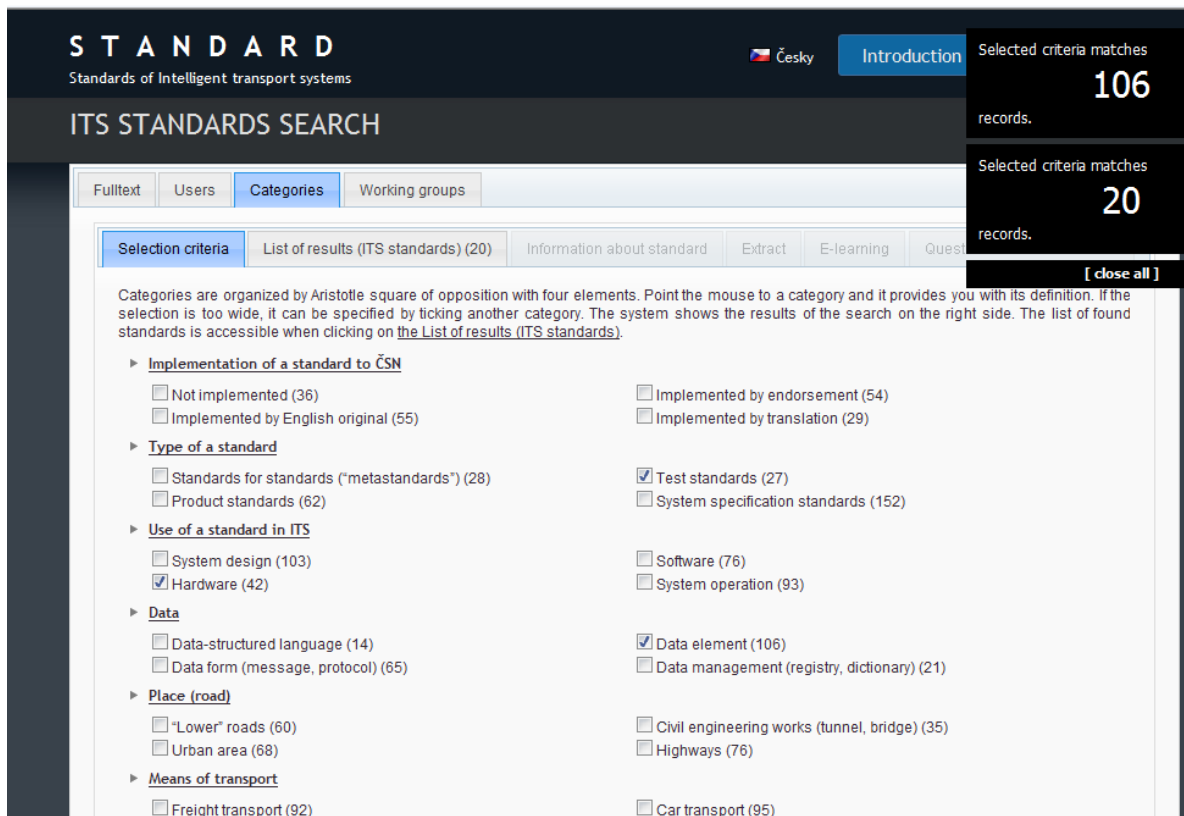 S T A N D A R D
Standards of Intelligent transport systems
Česky
Introduction
Selected criteria matches
106
records.
ITS STANDARDS SEARCH
Selected criteria matches
20
records.
[ close all ]
Fulltext Users Categories Working groups
Selection criteria List of results (ITS standards) (20) Information about standard Extract E-learning Quest
Categories are organized by Aristotle square of opposition with four elements. Point the mouse to a category and it provides you with its definition. If the
selection is too wide, it can be specified by ticking another category. The system shows the results of the search on the right side. The list of found
standards is accessible when clicking on the List of results (ITS standards).
Implementation of a standard to ČSN
Not implemented (36) Implemented by endorsement (54)
Implemented by English original (55) Implemented by translation (29)
Type of a standard
Standards for standards (“metastandards”) (28) Test standards (27)
Product standards (62) System specification standards (152)
Use of a standard in ITS
System design (103) Software (76)
Hardware (42) System operation (93)
Data
Data-structured language (14) Data element (106)
Data form (message, protocol) (65) Data management (registry, dictionary) (21)
Place (road)
“Lower” roads (60) Civil engineering works (tunnel, bridge) (35)
Urban area (68) Highways (76)
Means of transport
Freight transport (92) Car transport (95)